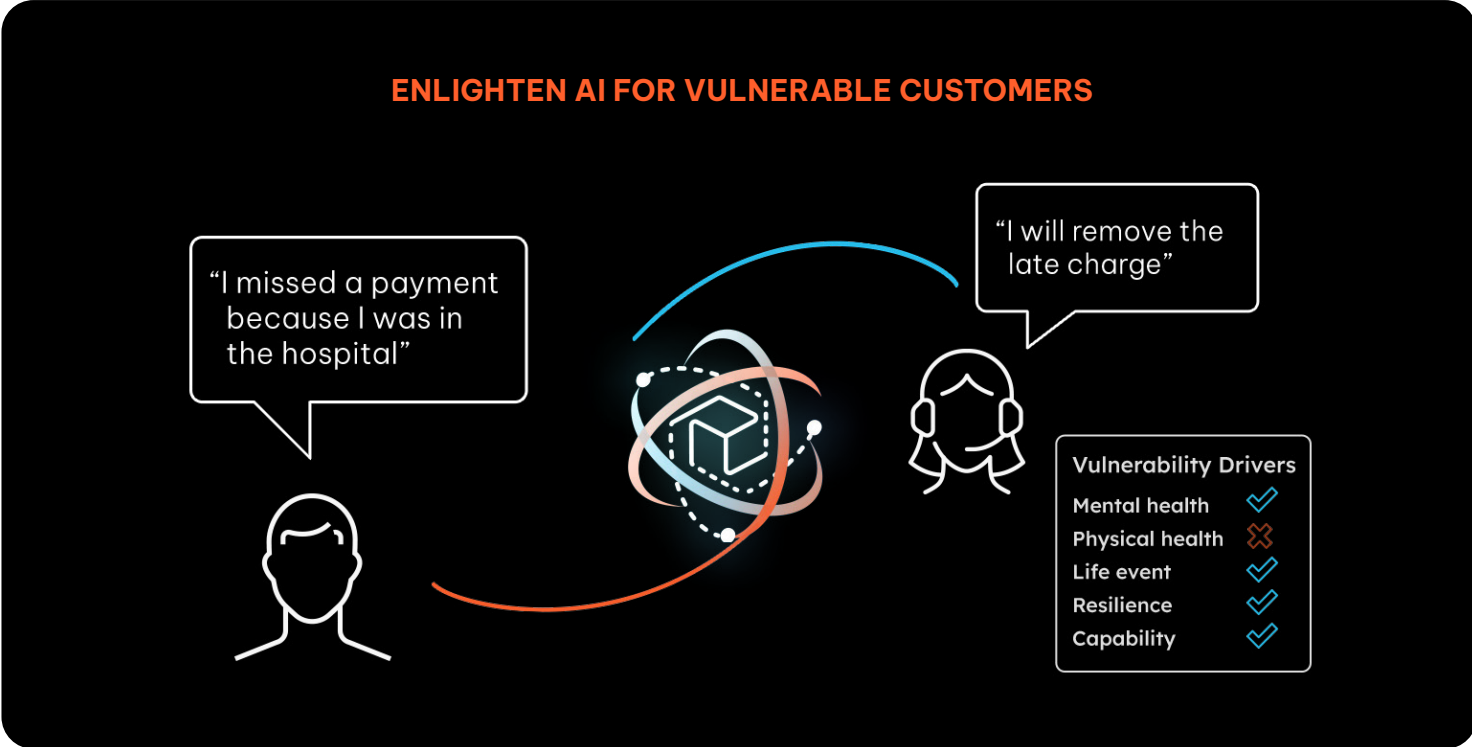 ENLIGHTEN AI FOR VULNERABLE CUSTOMERS
“I missed a payment
because I was in
the hospital”
“I will remove the
late charge”
Vulnerability Drivers
Mental health
Physical health
Life event
Resilience
Capability